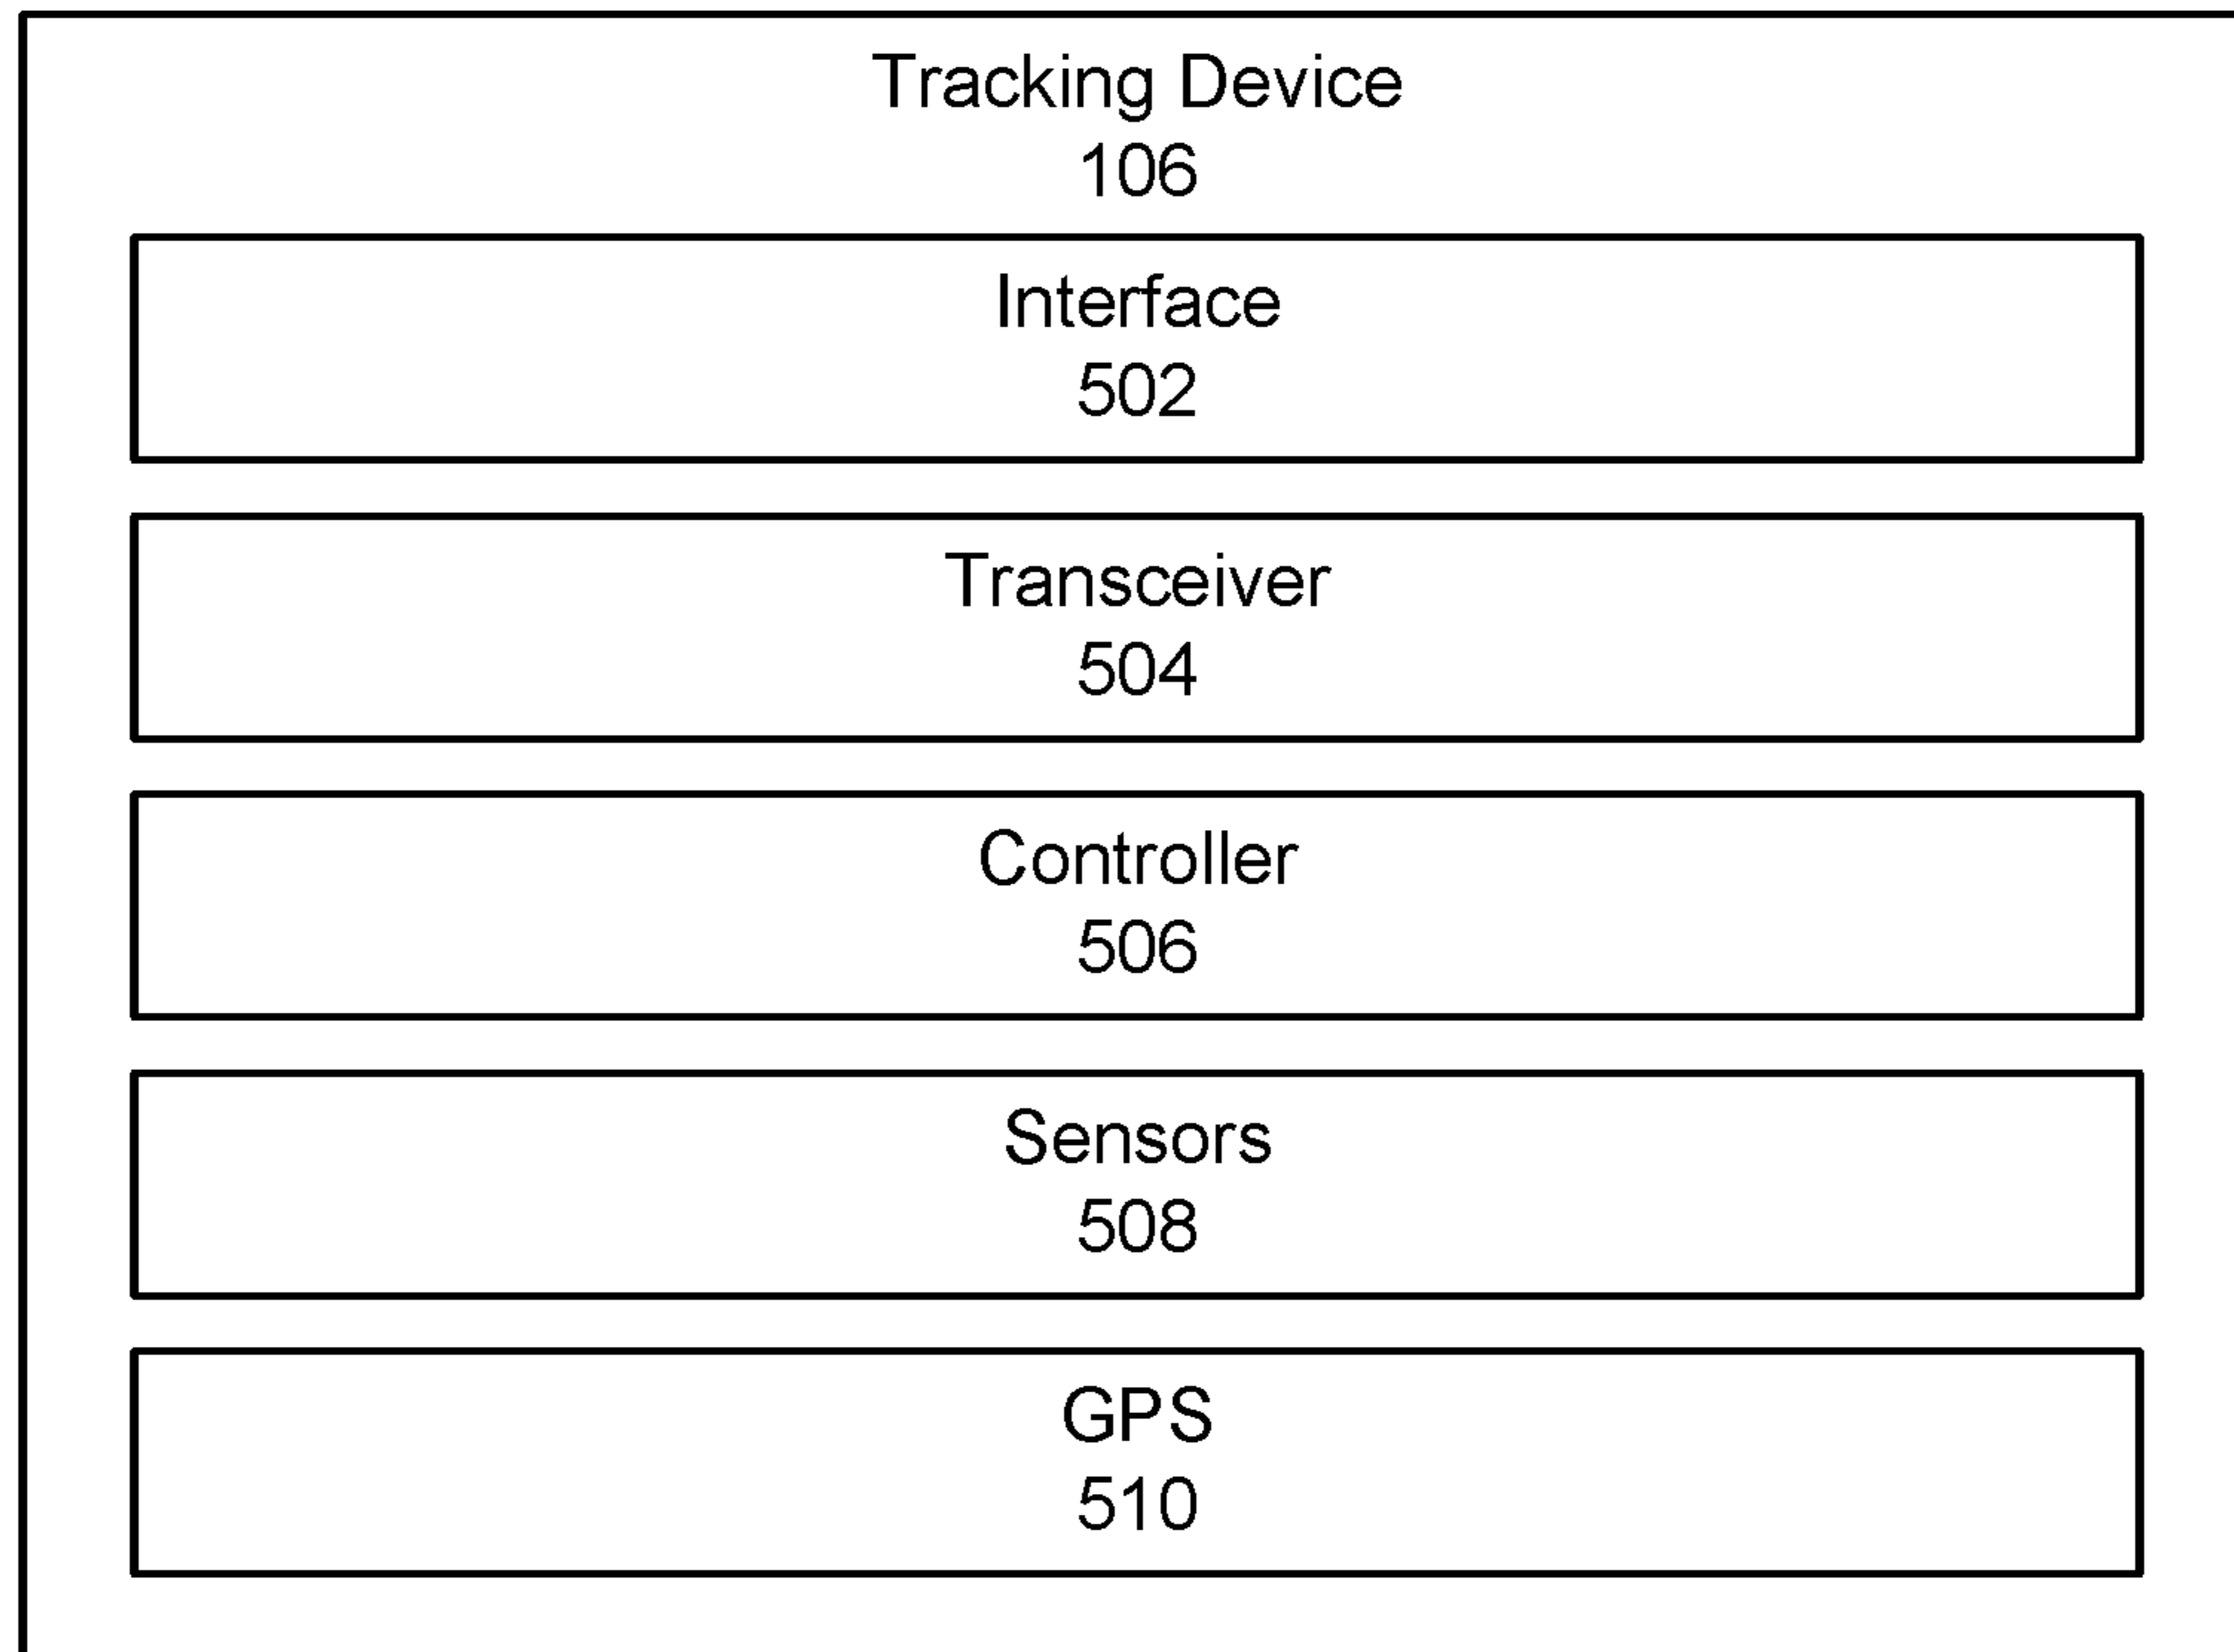 Tracking Device
106
Interface
502
Transceiver
504
Controller
506
Sensors
508
GPS
510